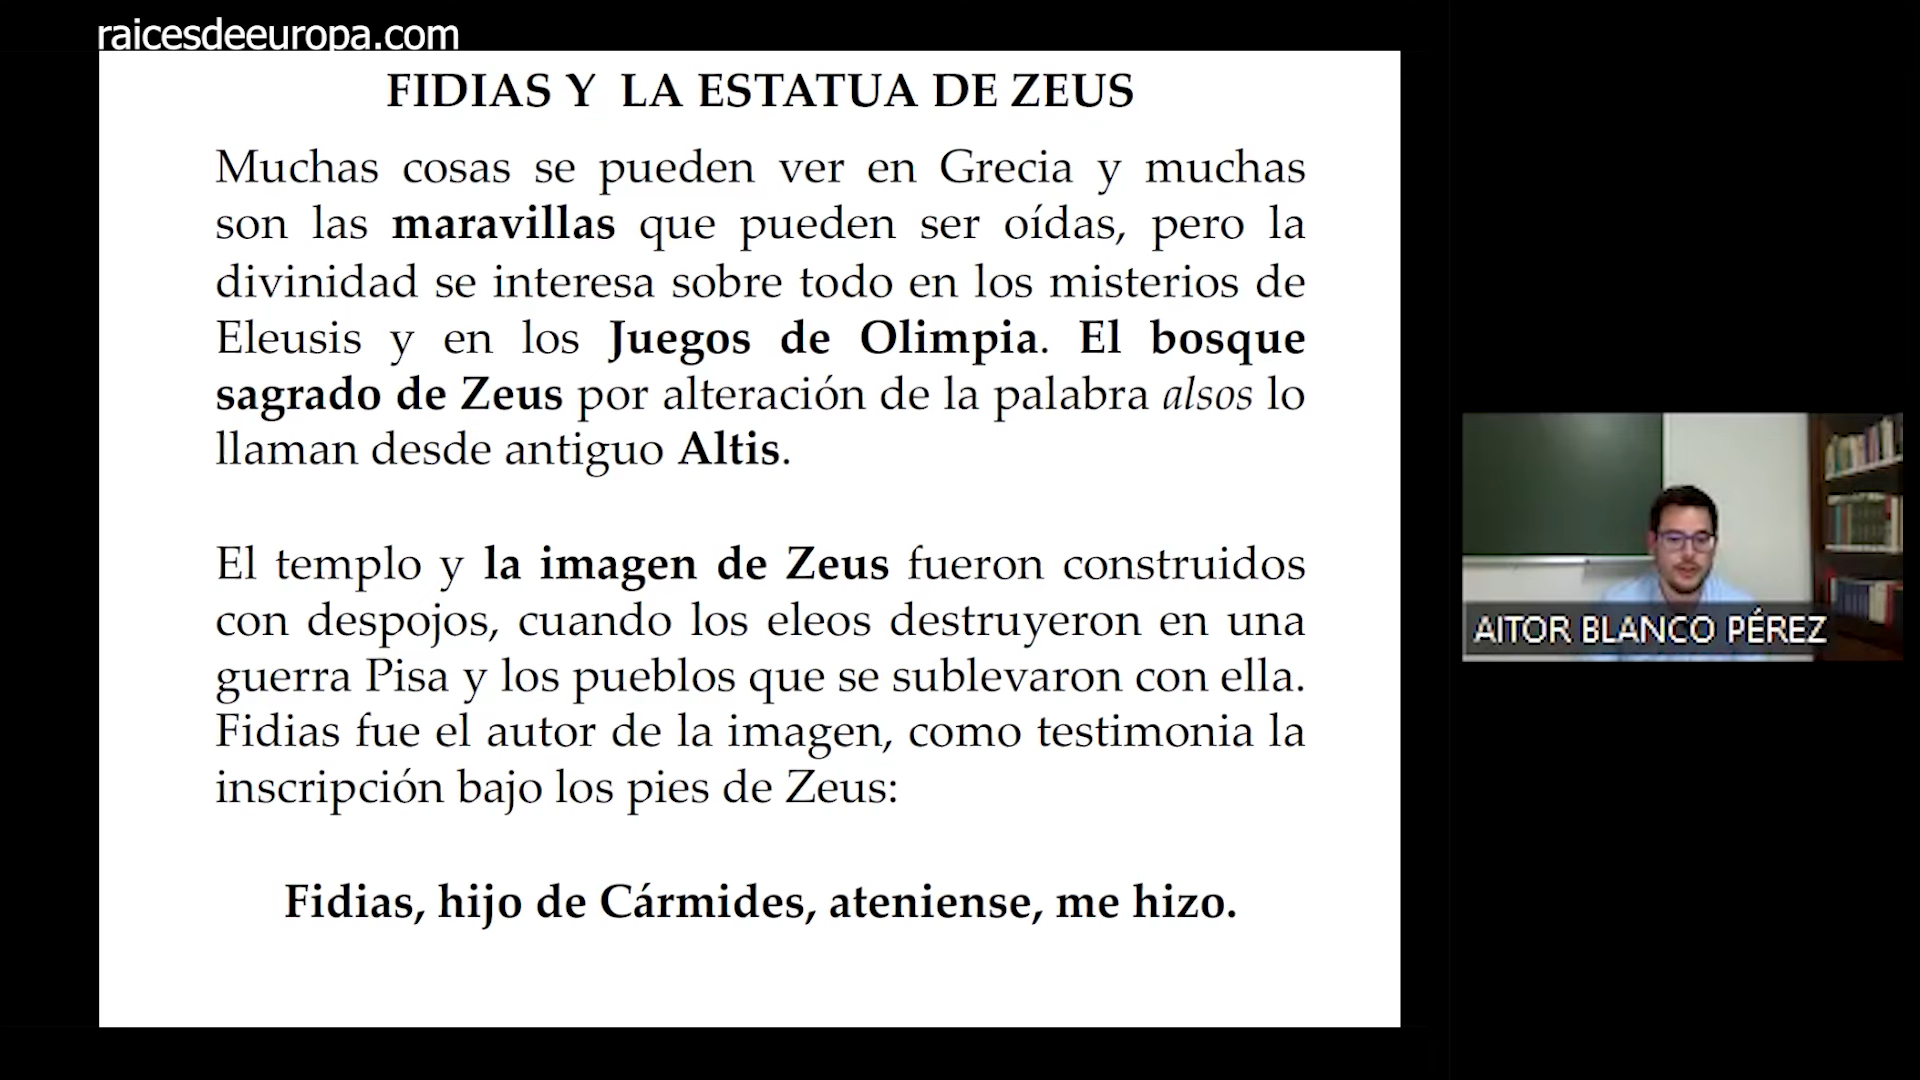 raicesdeeuropa.com
FIDIAS Y LA ESTATUA DE ZEUS
Muchas cosas se pueden ver en Grecia y muchas
son las maravillas que pueden ser oídas, pero la
divinidad se interesa sobre todo en los misterios de
Eleusis y en los Juegos de Olimpia. El bosque
sagrado de Zeus por alteración de la palabra alsos lo
llaman desde antiguo Altis.
El templo y la imagen de Zeus fueron construidos
con despojos, cuando los eleos destruyeron en una
guerra Pisa y los pueblos que se sublevaron con ella.
Fidias fue el autor de la imagen, como testimonia la
inscripción bajo los pies de Zeus:
Fidias, hijo de Cármides, ateniense, me hizo.
AITOR BLANCO PÉREZ